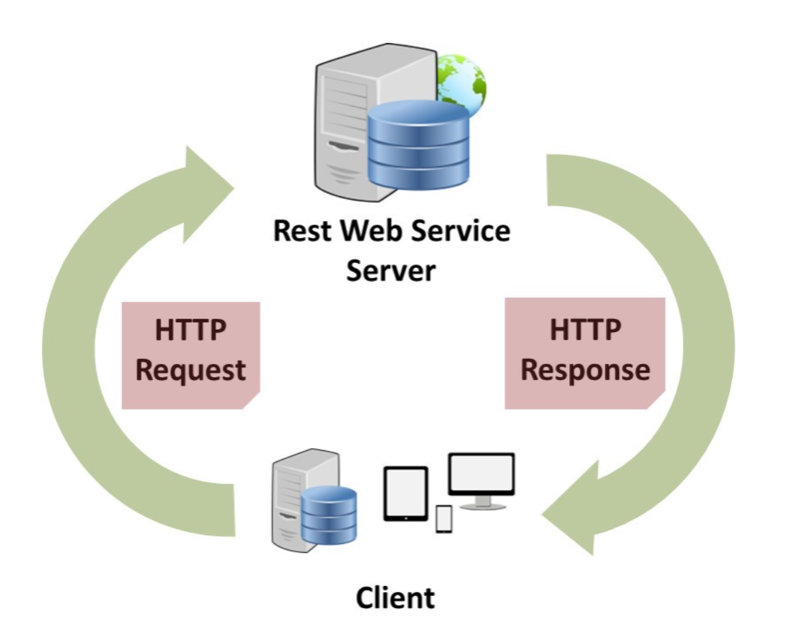 Rest Web Service
Server
HTTP
Request
HTTP
Response
Client